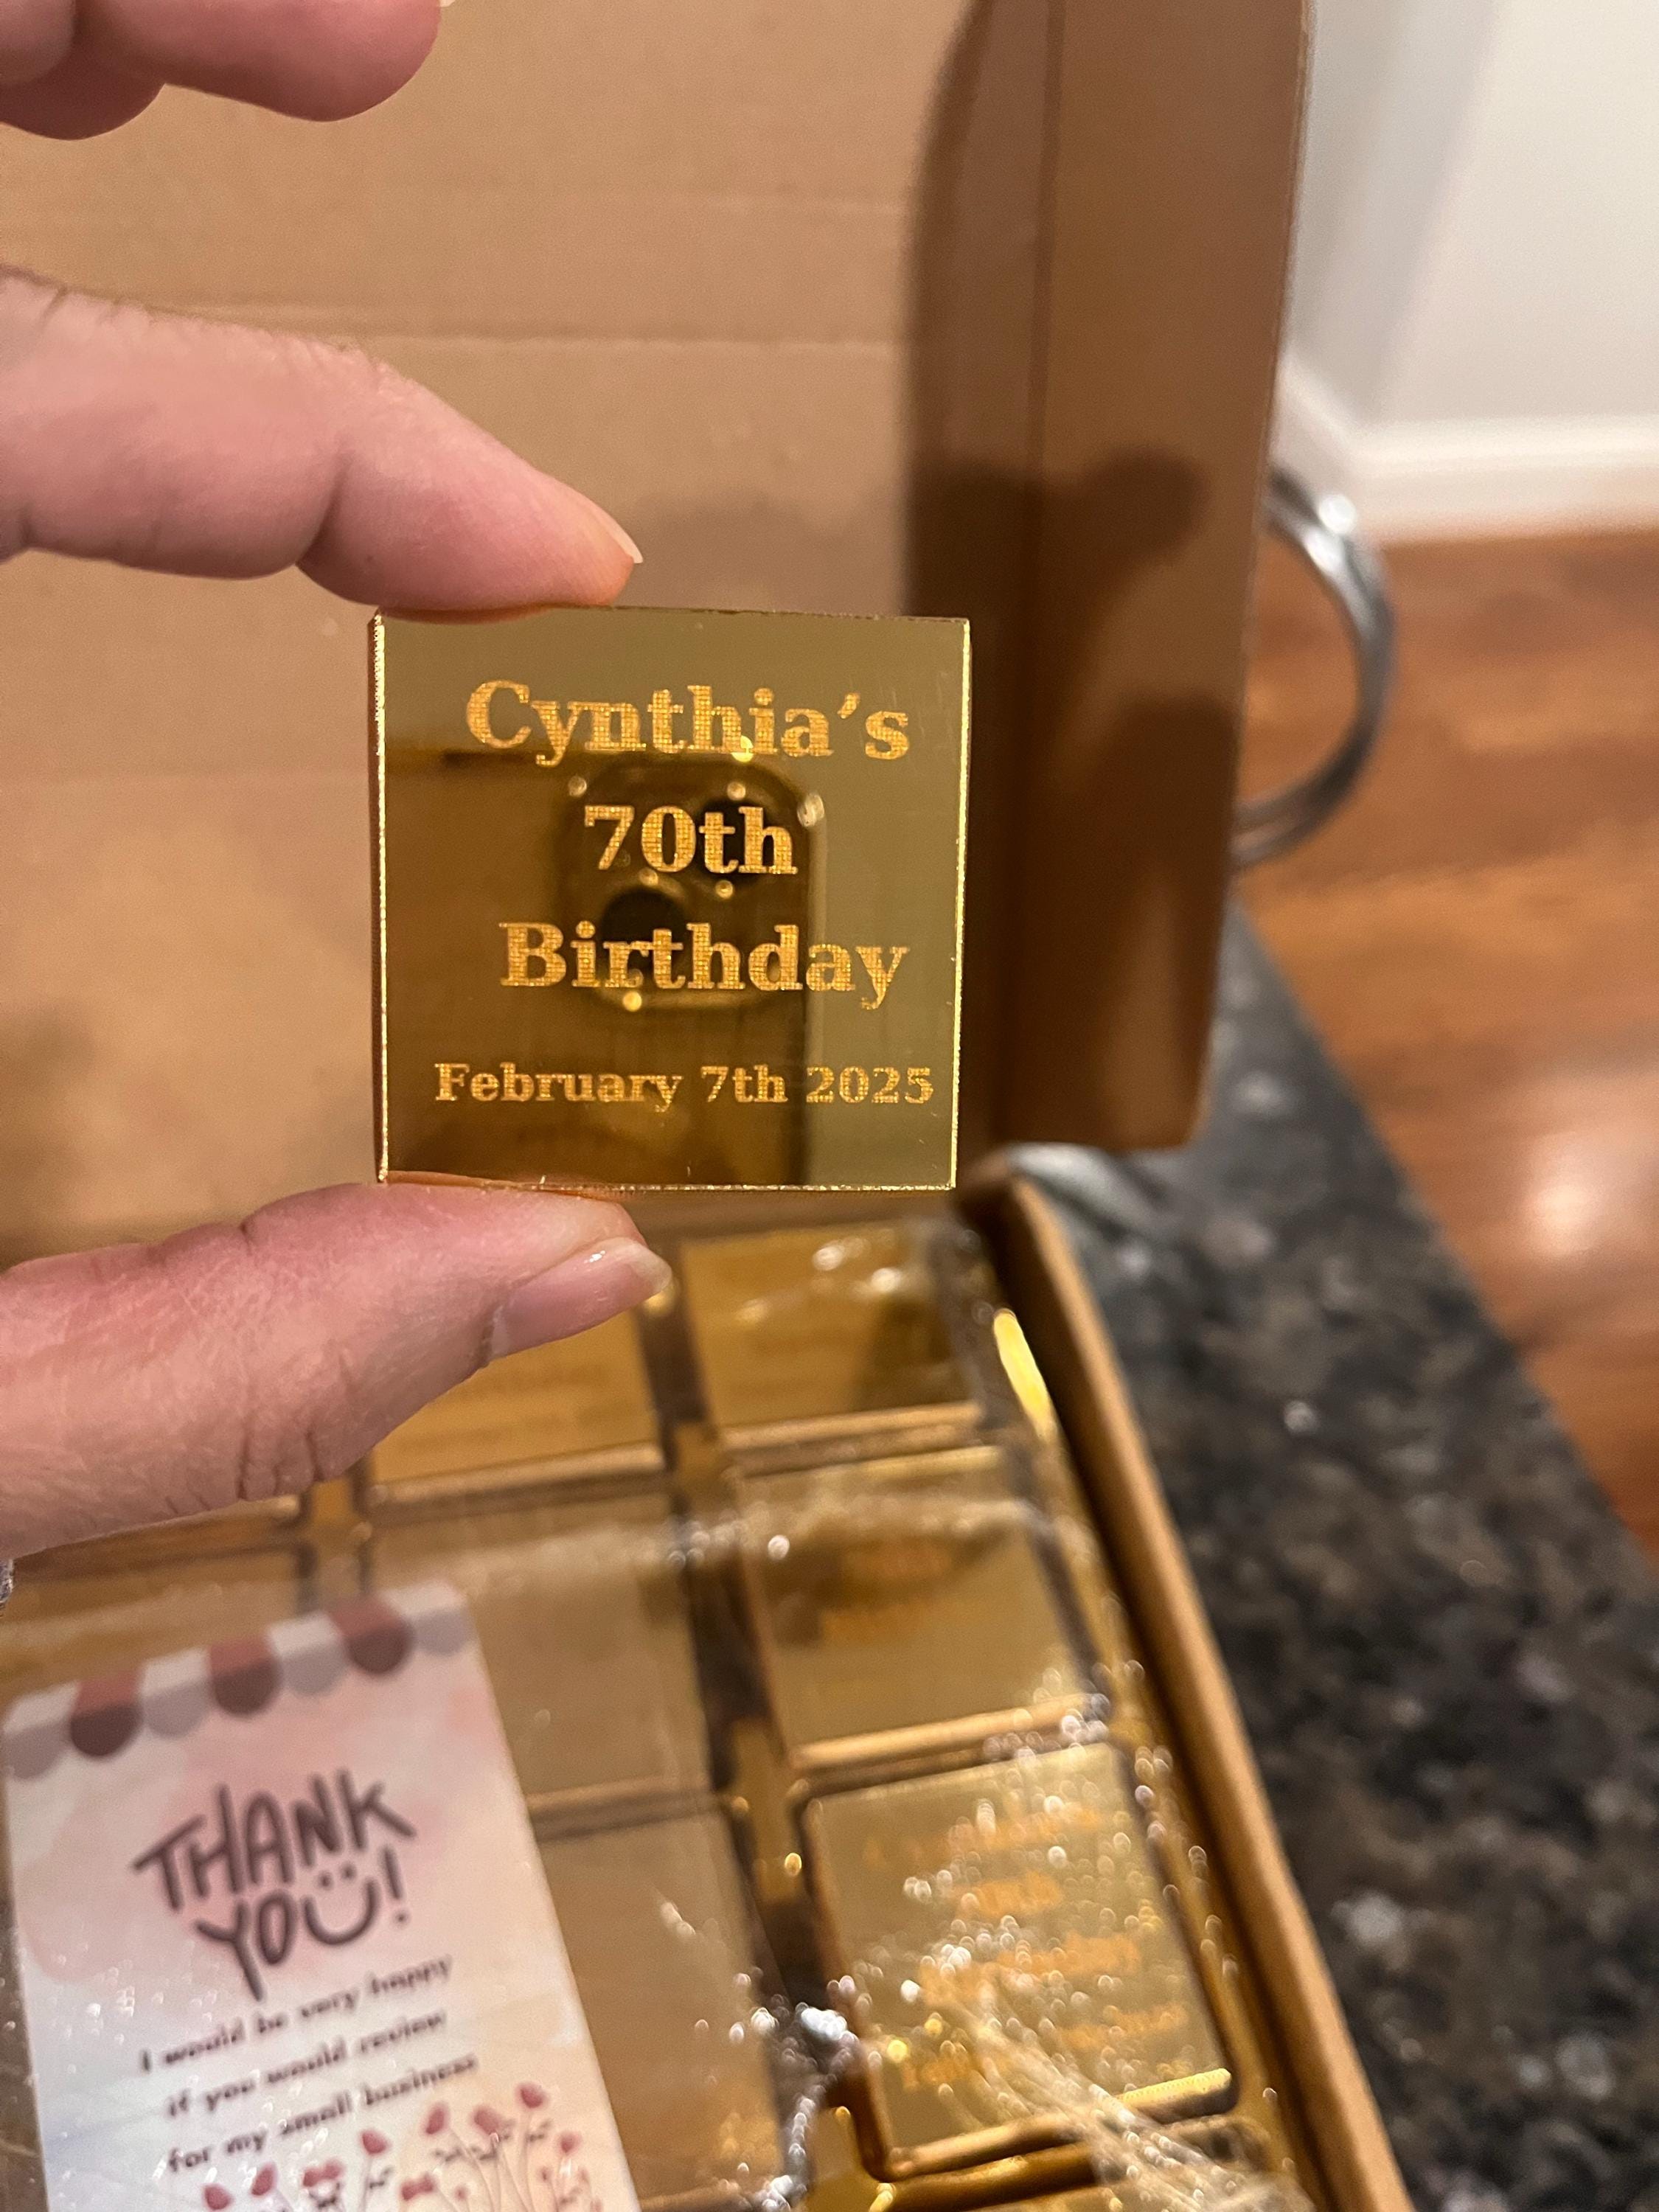 Cynthia’s
70th
Birthday
February 7th 2025
THANK
YOU!
I would be very happy
if you would review
for my small business